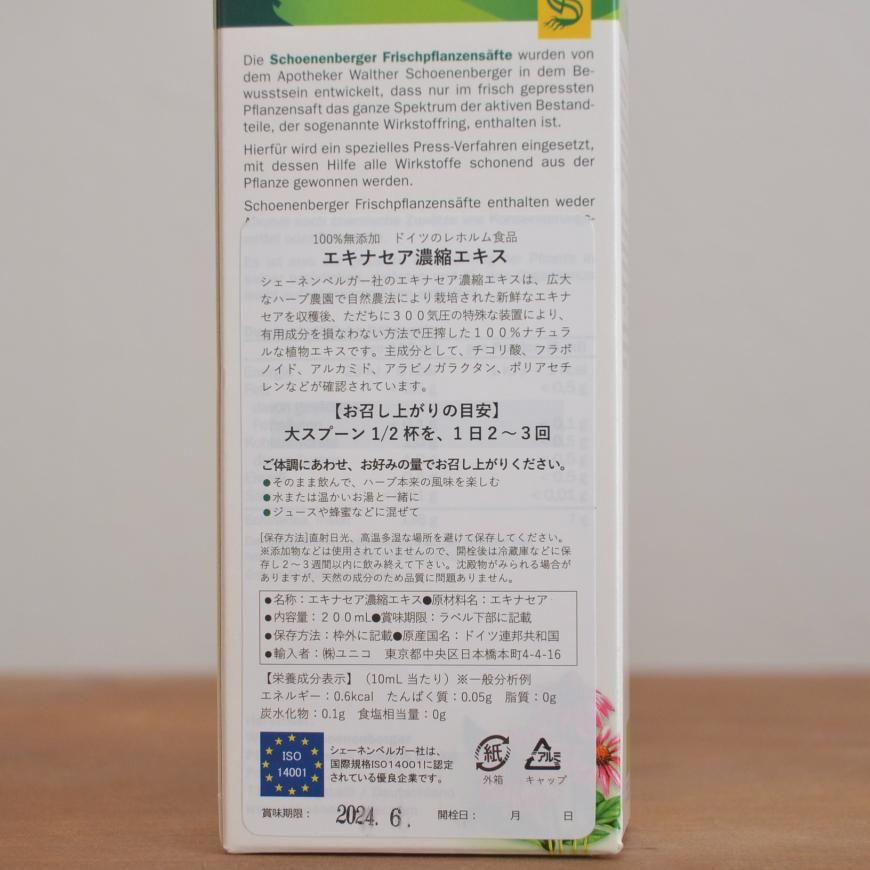 Die Schoenenberger Frischpflanzensäfte wurden von
dem Apotheker Walther Schoenenberger in dem Be-
wusstsein entwickelt, dass nur im frisch gepressten
Pflanzensaft das ganze Spektrum der aktiven Bestand-
teile, der sogenannte Wirkstoffring, enthalten ist.
Hierfür wird ein spezielles Press-Verfahren eingesetzt,
mit dessen Hilfe alle Wirkstoffe schonend aus der
Pflanze gewonnen werden.
Schoenenberger Frischpflanzensäfte enthalten weder
100%無添加 ドイツのレホルム食品
エキナセア濃縮エキス
シェーネンベルガー社のエキナセア濃縮エキスは、広大
なハーブ農園で自然農法により栽培された新鮮なエキナ
セアを収穫後、ただちに３００気圧の特殊な装置により、
有用成分を損なわない方法で圧搾した１００％ナチュラ
ルな植物エキスです。主成分として、チコリ酸、フラボ
ノイド、アルカミド、アラビノガラクタン、ポリアセチ
レンなどが確認されています。
【お召し上がりの目安】
大スプーン 1/2 杯を、１日２～３回
ご体調にあわせ、お好みの量でお召し上がりください。
●そのまま飲んで、ハーブ本来の風味を楽しむ
●水または温かいお湯と一緒に
●ジュースや蜂蜜などに混ぜて
[保存方法]直射日光、高温多湿な場所を避けて保存してください。
※添加物などは使用されていませんので、開栓後は冷蔵庫などに保
存し２～３週間以内に飲み終えて下さい。沈殿物がみられる場合が
ありますが、天然の成分のため品質に問題ありません。
●名称：エキナセア濃縮エキス●原材料名：エキナセア
●内容量：２００mL●賞味期限：ラベル下部に記載
●保存方法：枠外に記載●原産国名：ドイツ連邦共和国
●輸入者：㈱ユニコ 東京都中央区日本橋本町4-4-16
【栄養成分表示】（10mL 当たり）※一般分析例
エネルギー：0.6kcal たんぱく質：0.05g 脂質：0g
炭水化物：0.1g 食塩相当量：0g
ISO
14001
シェーネンベルガー社は、
国際規格ISO14001に認定
されている優良企業です。
紙
外箱
アルミ
キャップ
賞味期限： 2024. 6. 開栓日： 月 日